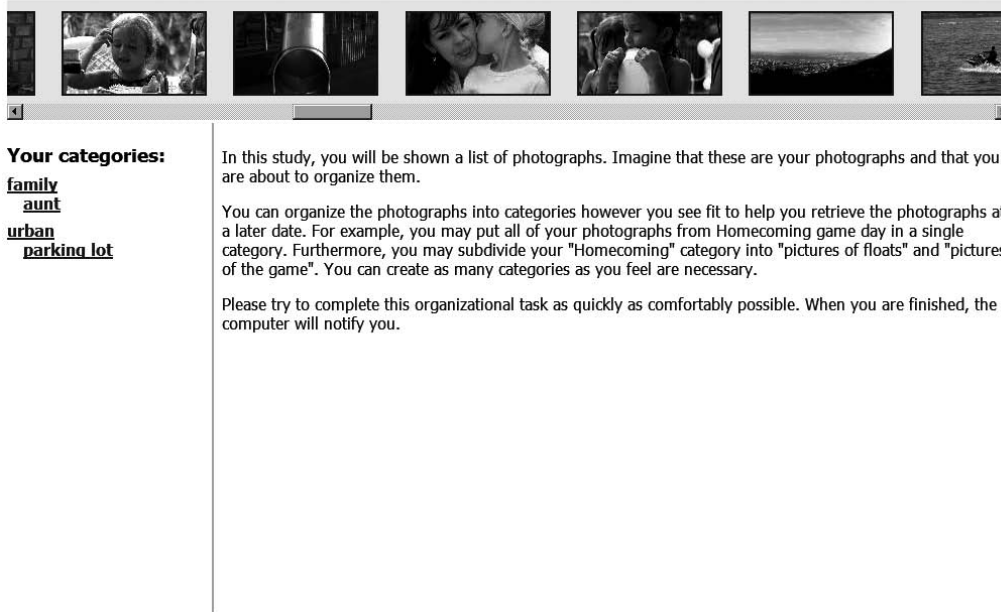 Your categories:
family
aunt
urban
parking lot
In this study, you will be shown a list of photographs. Imagine that these are your photographs and that you
are about to organize them.
You can organize the photographs into categories however you see fit to help you retrieve the photographs at
a later date. For example, you may put all of your photographs from Homecoming game day in a single
category. Furthermore, you may subdivide your "Homecoming" category into "pictures of floats" and "pictures
of the game". You can create as many categories as you feel are necessary.
Please try to complete this organizational task as quickly as comfortably possible. When you are finished, the
computer will notify you.